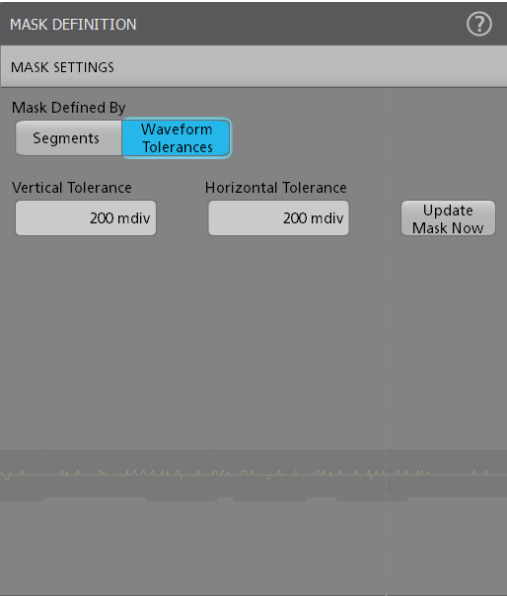 MASK DEFINITION
?
MASK SETTINGS
Mask Defined By
Segments
Waveform
Tolerances
Vertical Tolerance
Horizontal Tolerance
200 mdiv
200 mdiv
Update
Mask Now